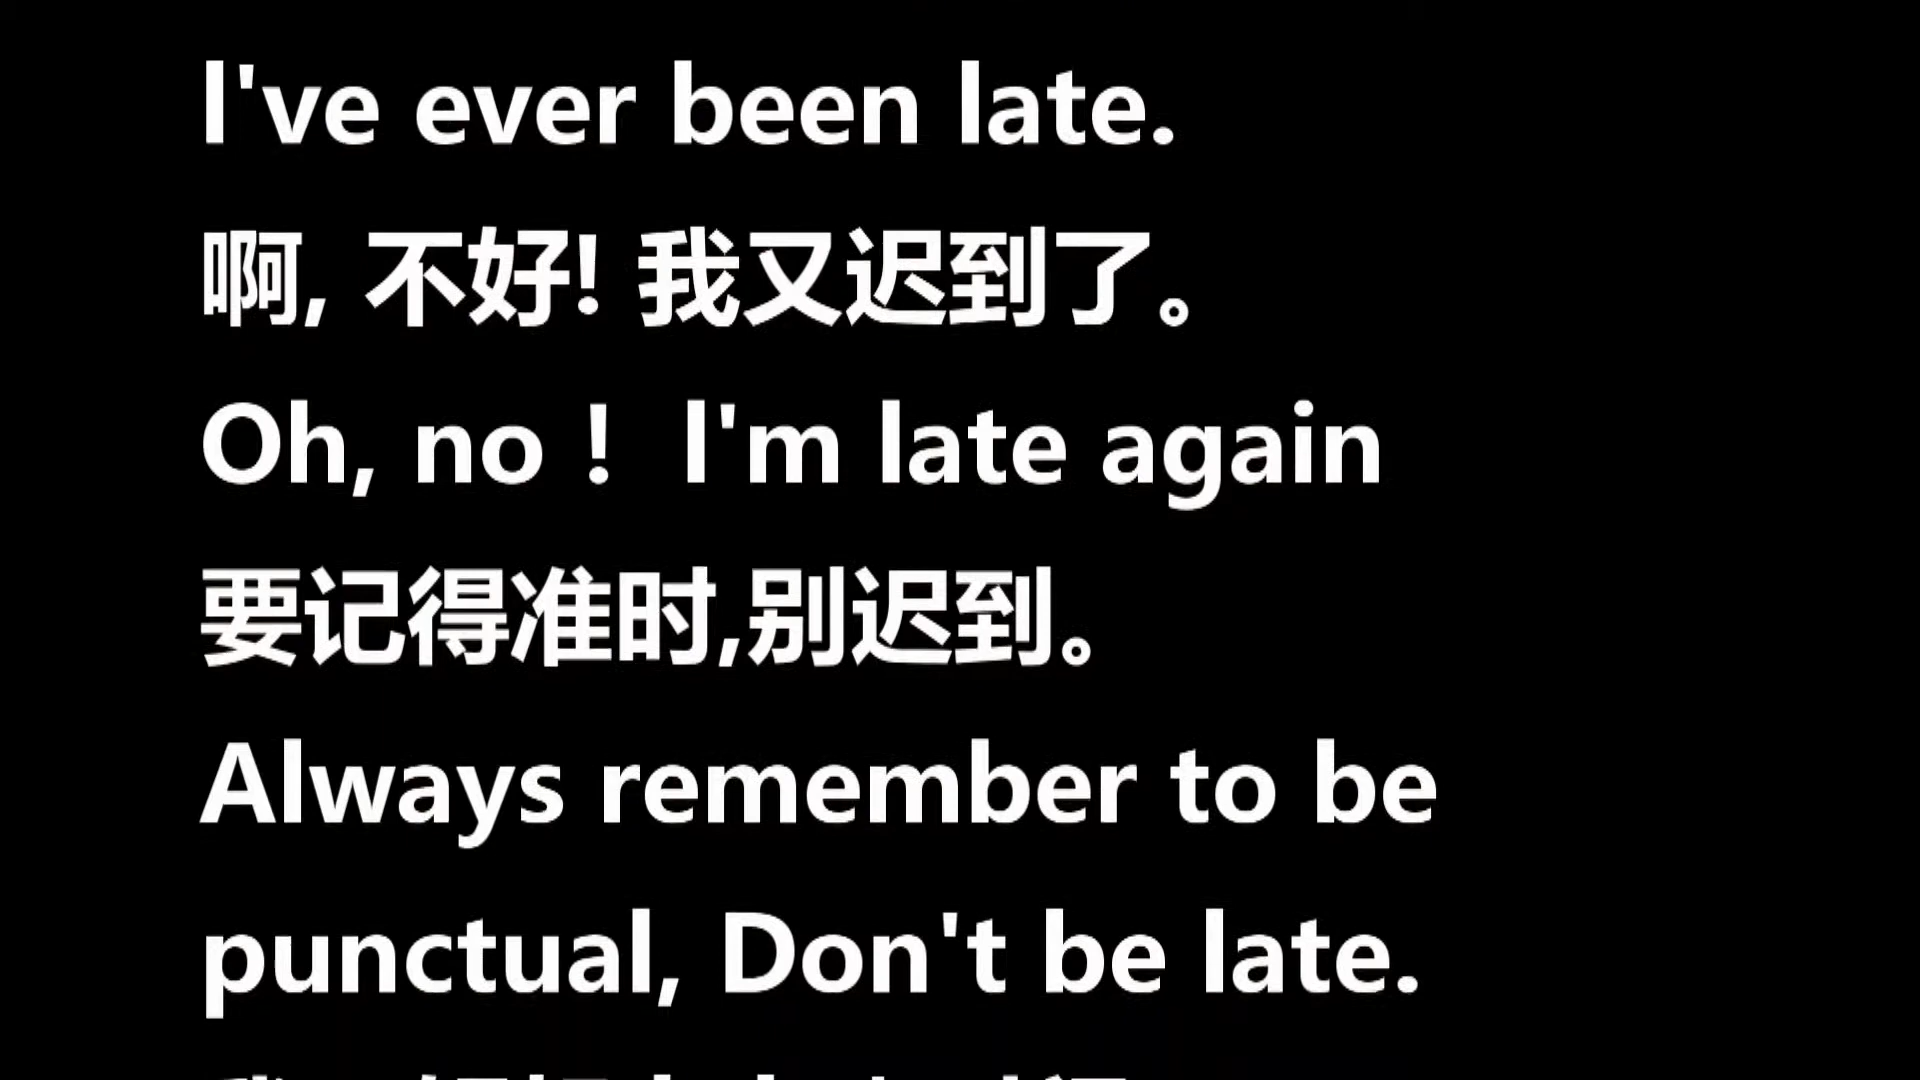 I've ever been late.
啊, 不好! 我又迟到了。
Oh, no！ I'm late again
要记得准时,别迟到。
Always remember to be
punctual, Don't be late.